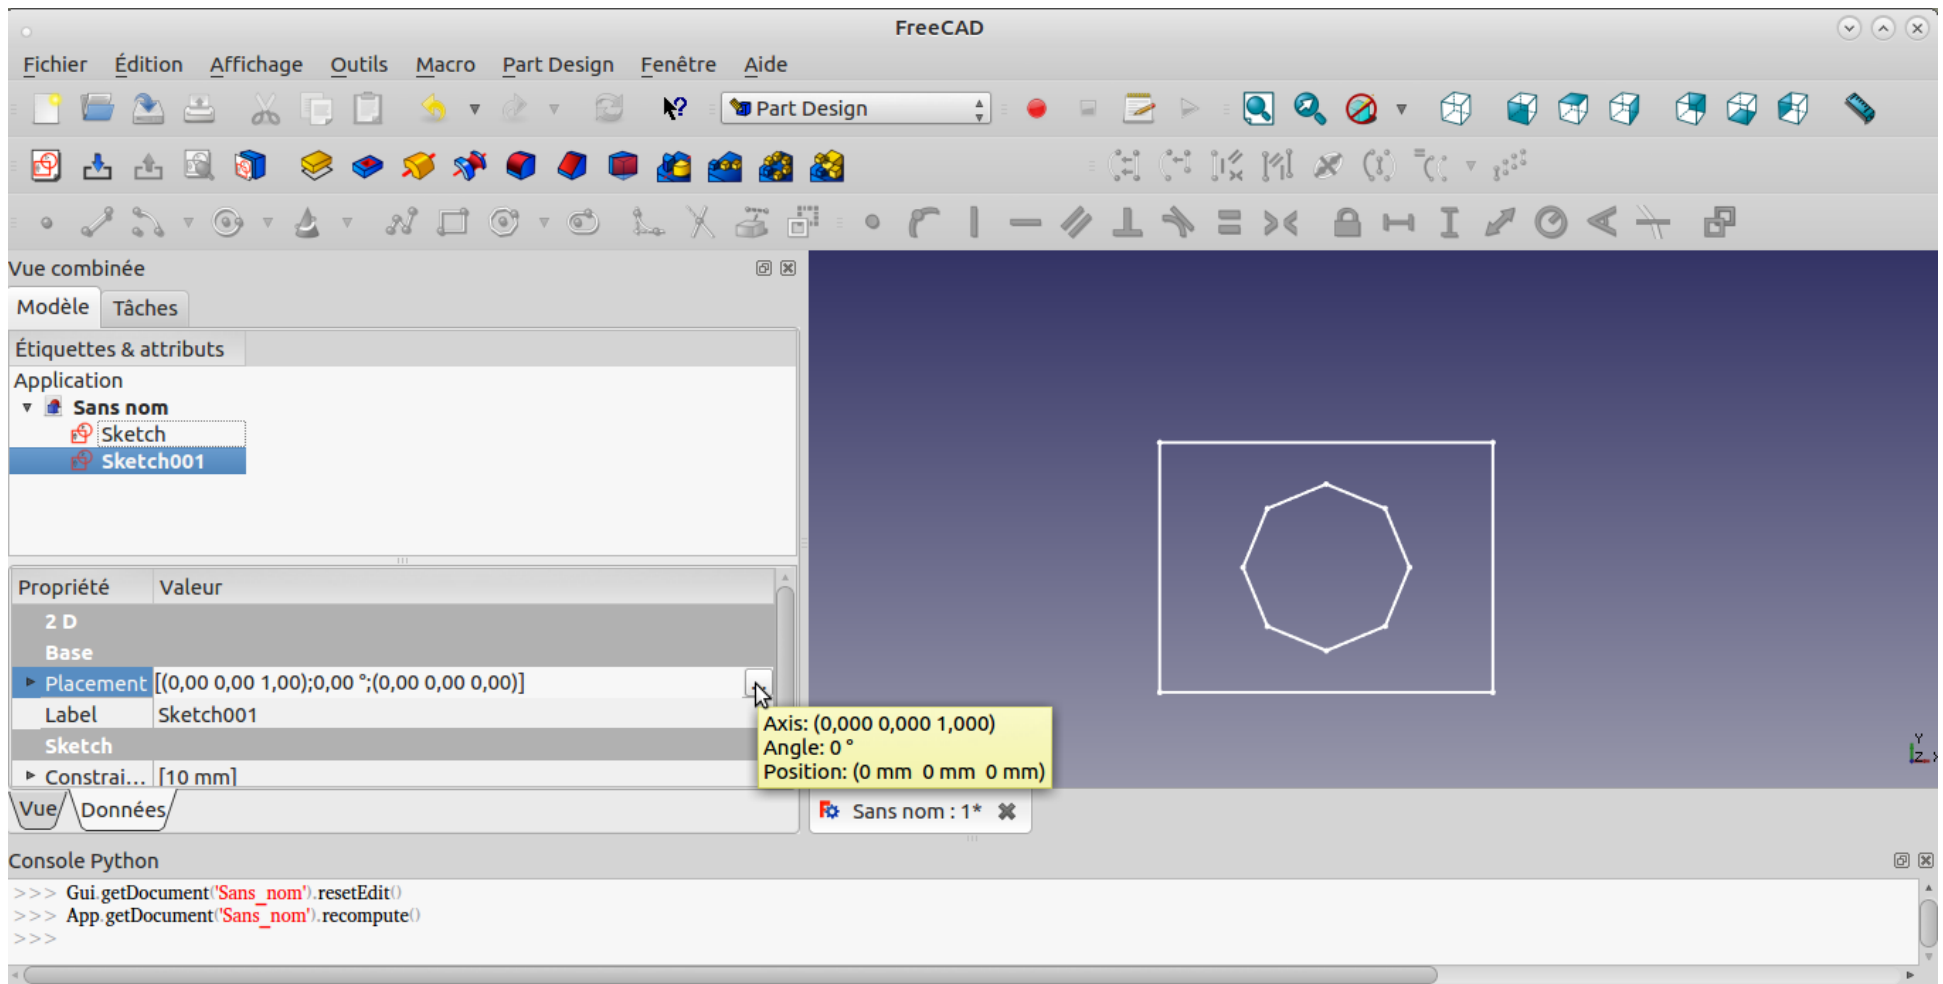 FreeCAD
Fichier Édition Affichage Outils Macro Part Design Fenêtre Aide
Part Design
Vue combinée
Modèle Tâches
Étiquettes & attributs
Application
Sans nom
Sketch
Sketch001
Propriété Valeur
2 D
Base
Placement [(0,00 0,00 1,00);0,00 °;(0,00 0,00 0,00)]
Label Sketch001
Sketch
Constrai... [10 mm]
Axis: (0,000 0,000 1,000)
Angle: 0 °
Position: (0 mm 0 mm 0 mm)
Y
Z X
Vue Données
Sans nom : 1*
Console Python
>>> Gui.getDocument('Sans_nom').resetEdit()
>>> App.getDocument('Sans_nom').recompute()
>>>